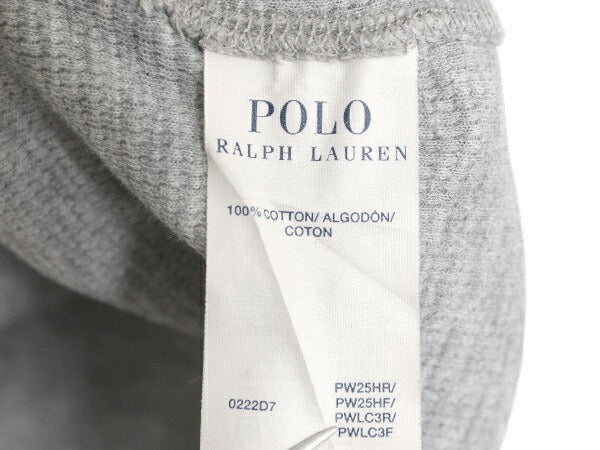 POLO
RALPH LAUREN
100% COTTON/ ALGODÓN/
COTON
0222D7
PW25HR/
PW25HF/
PWLC3R/
PWLC3F